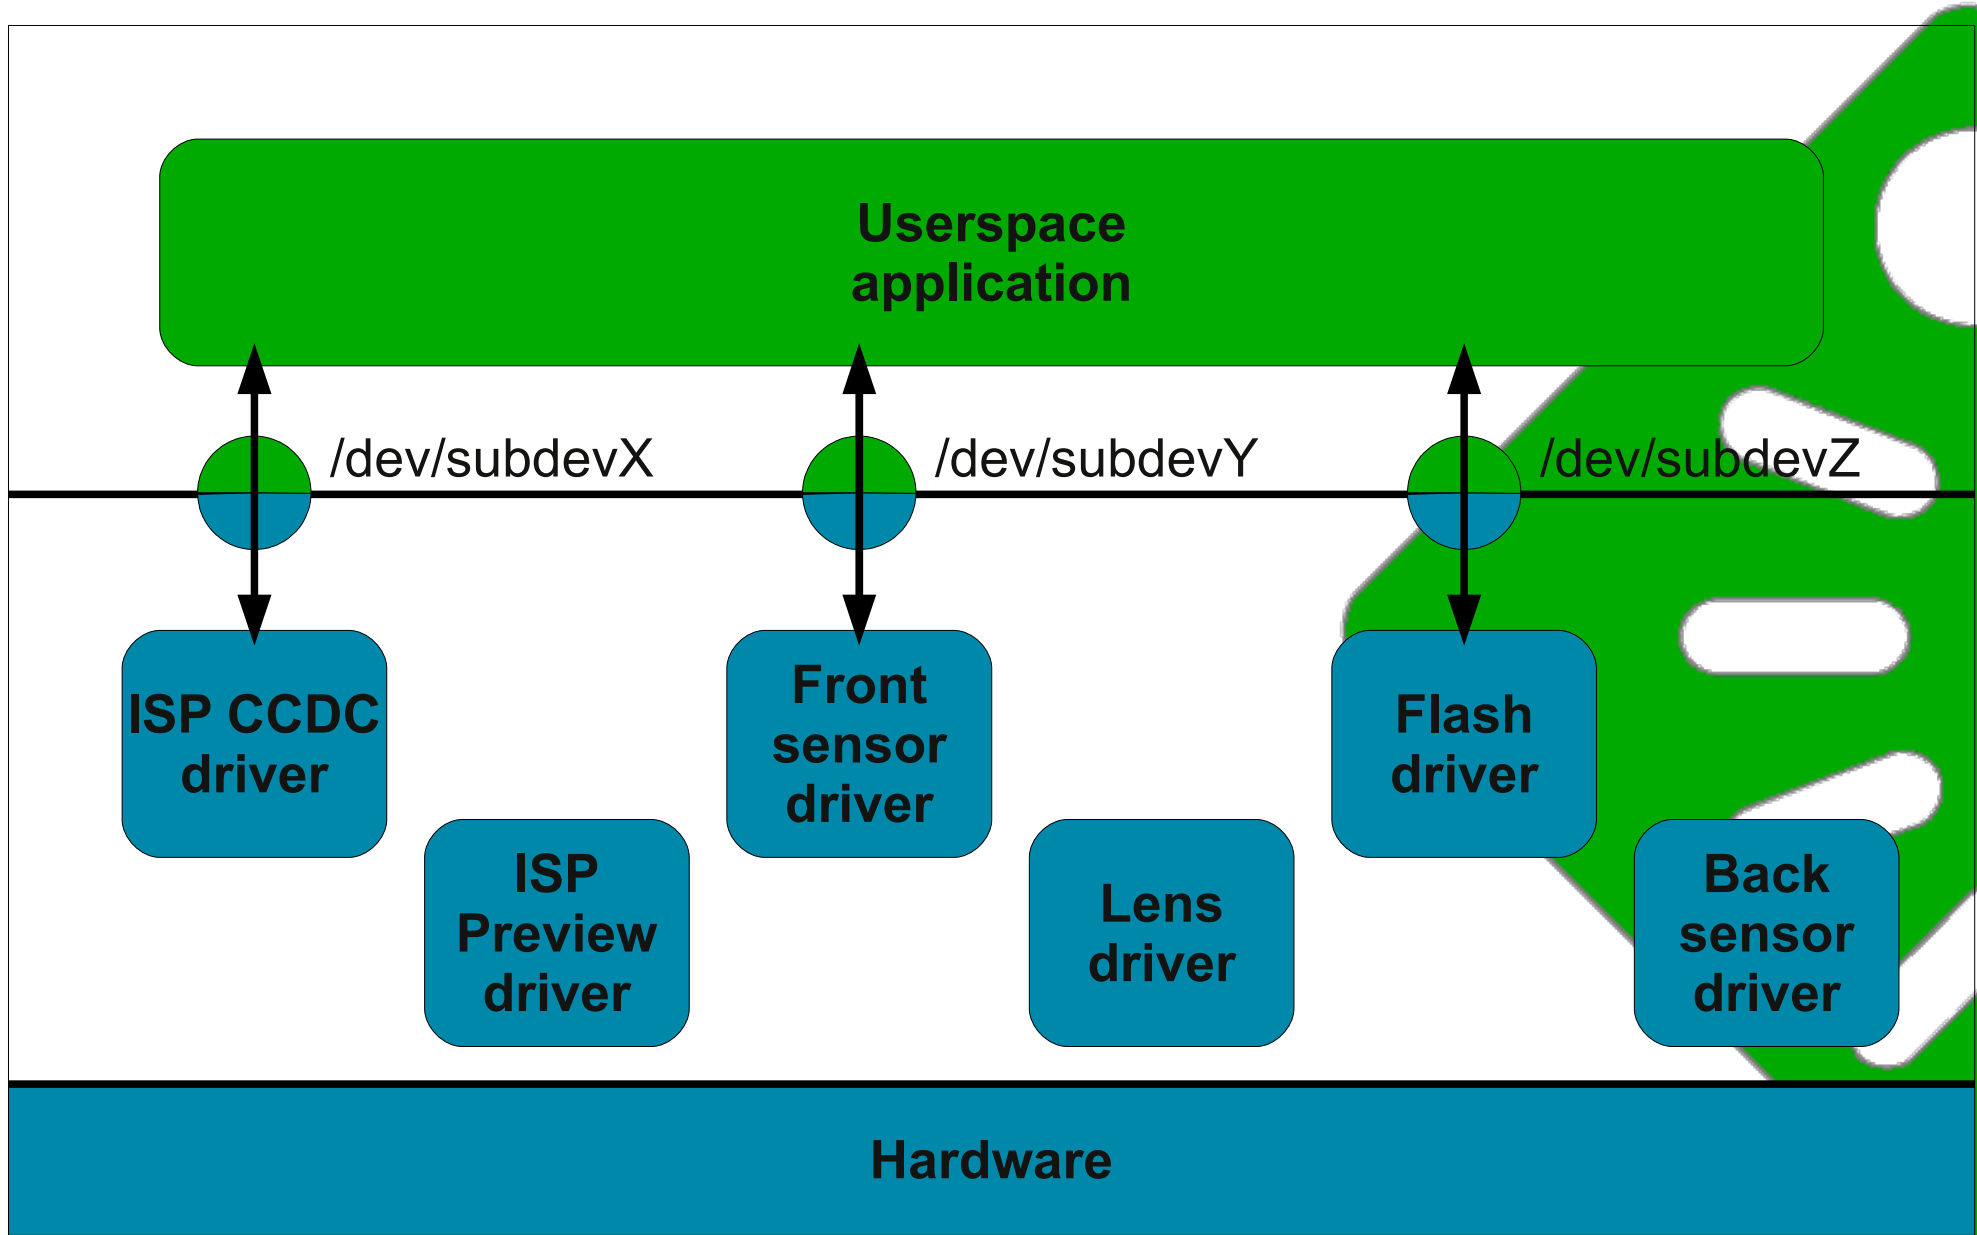 Userspace
application
/dev/subdevX
/dev/subdevY
/dev/subdevZ
ISP CCDC
driver
Front
sensor
driver
Flash
driver
ISP
Preview
driver
Lens
driver
Back
sensor
driver
Hardware